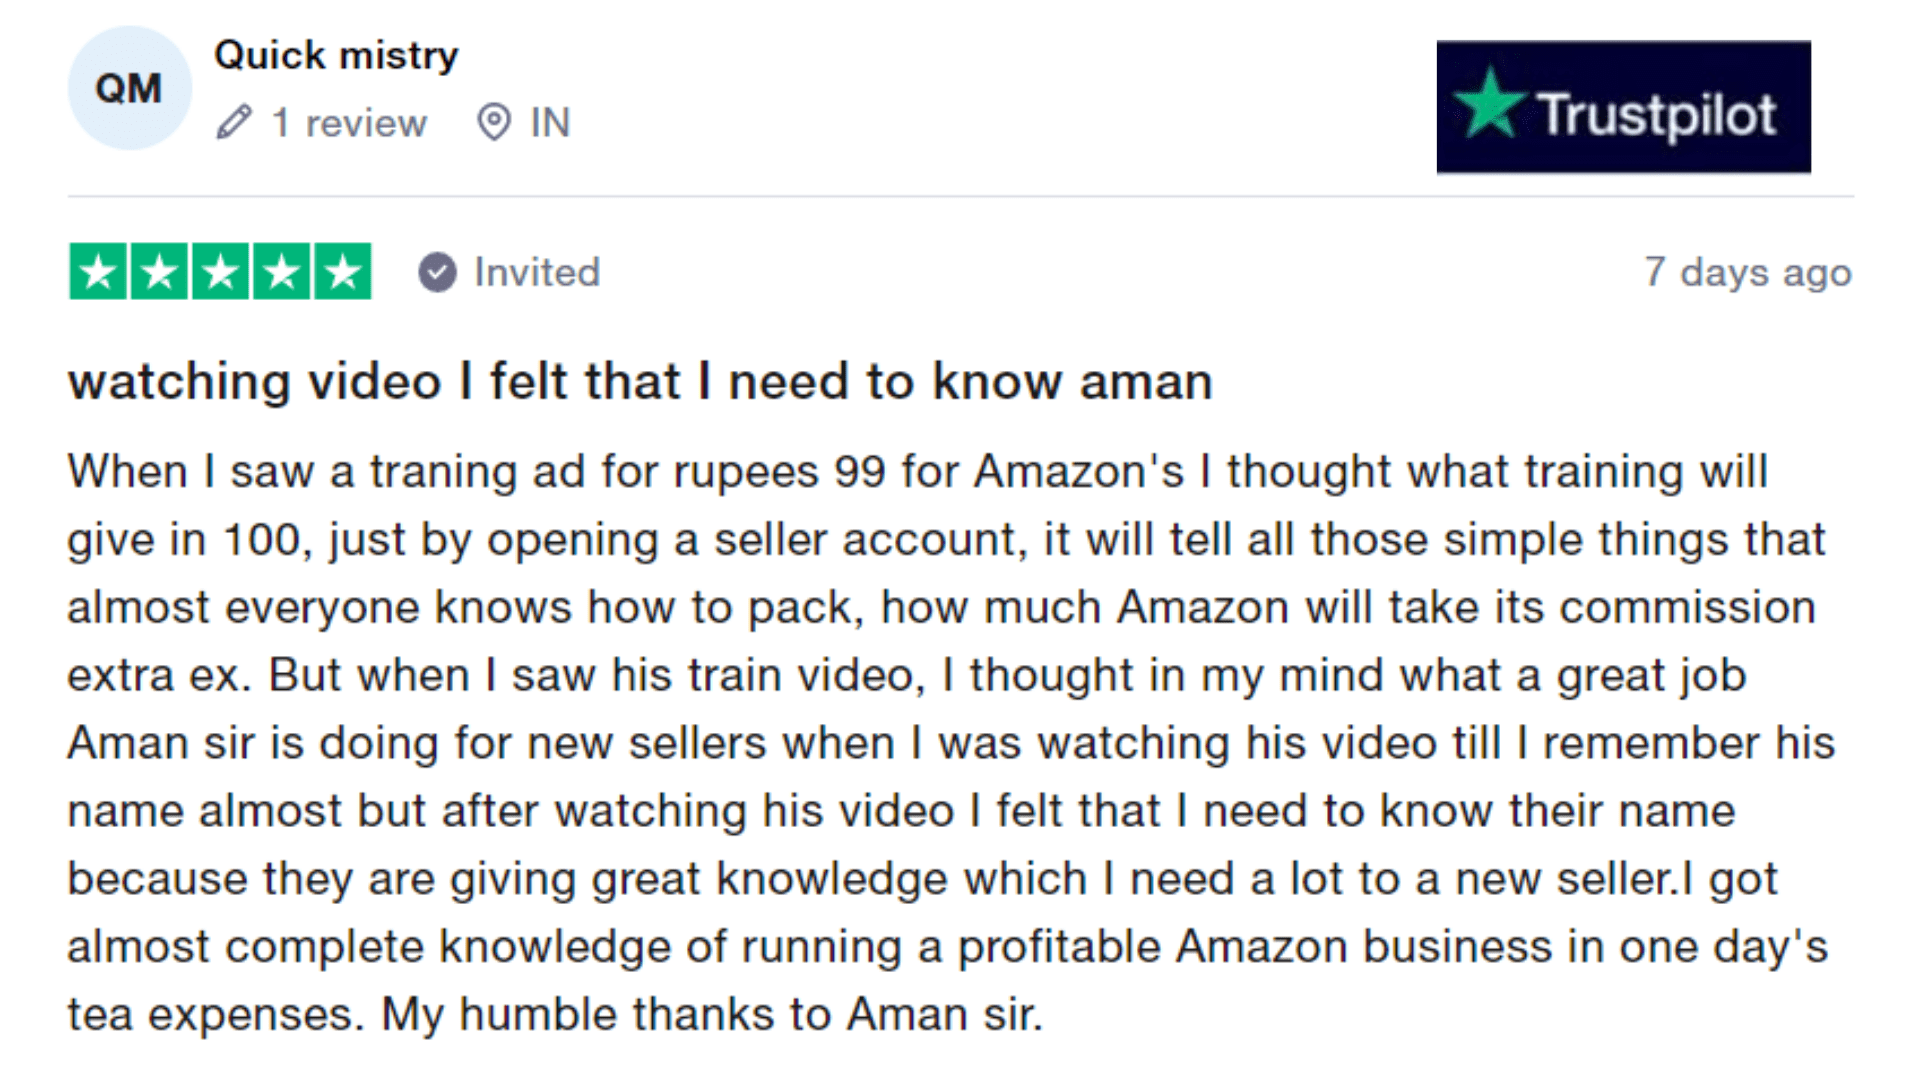 QM
Quick mistry
1 review IN
Trustpilot
Invited
7 days ago
watching video I felt that I need to know aman
When I saw a traning ad for rupees 99 for Amazon's I thought what training will
give in 100, just by opening a seller account, it will tell all those simple things that
almost everyone knows how to pack, how much Amazon will take its commission
extra ex. But when I saw his train video, I thought in my mind what a great job
Aman sir is doing for new sellers when I was watching his video till I remember his
name almost but after watching his video I felt that I need to know their name
because they are giving great knowledge which I need a lot to a new seller.I got
almost complete knowledge of running a profitable Amazon business in one day's
tea expenses. My humble thanks to Aman sir.